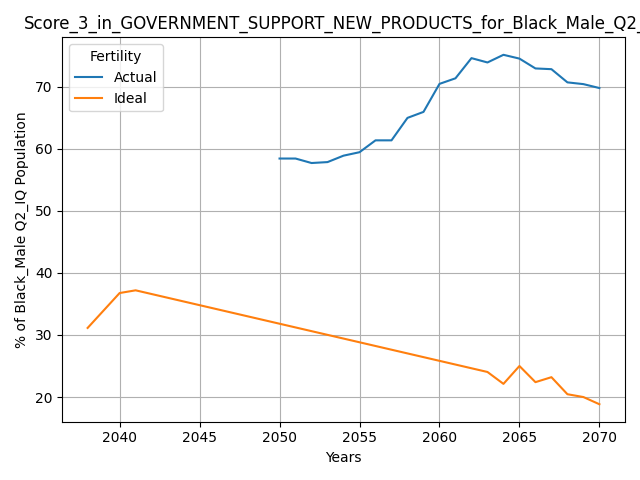 Score_3_in_GOVERNMENT_SUPPORT_NEW_PRODUCTS_for_Black_Male_Q2_
Fertility
Actual
Ideal
% of Black_Male Q2_IQ Population
70
60
50
40
30
20
2040 2045 2050 2055 2060 2065 2070
Years